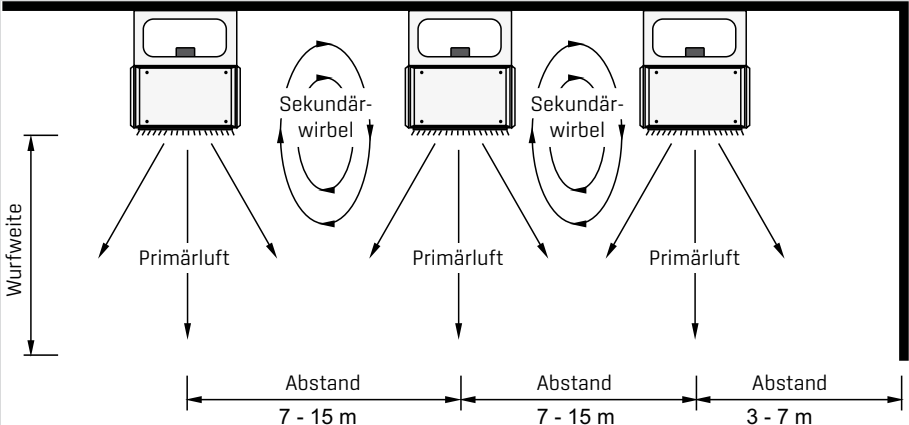 Sekundär-
wirbel
Sekundär-
wirbel
Wurfweite
Primärluft
Primärluft
Primärluft
Abstand
7 - 15 m
Abstand
7 - 15 m
Abstand
3 - 7 m